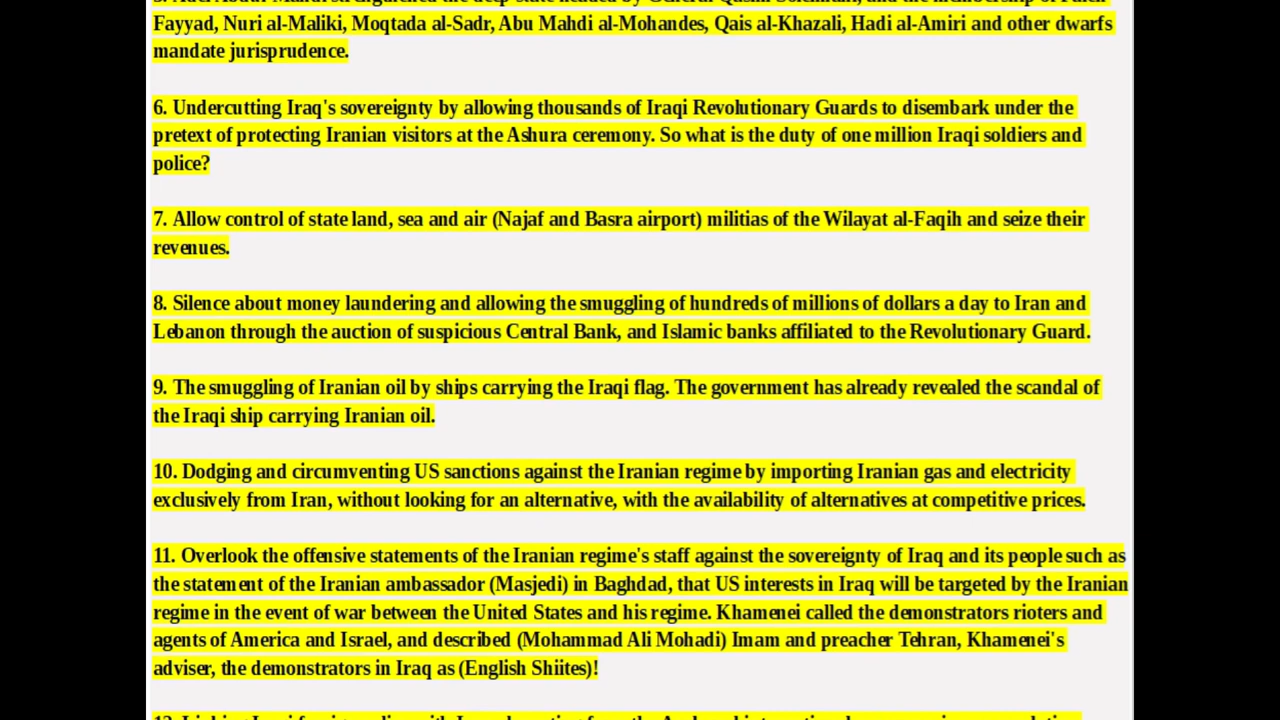 Fayyad, Nuri al-Maliki, Moqtada al-Sadr, Abu Mahdi al-Mohandes, Qais al-Khazali, Hadi al-Amiri and other dwarfs
mandate jurisprudence.
6. Undercutting Iraq's sovereignty by allowing thousands of Iraqi Revolutionary Guards to disembark under the
pretext of protecting Iranian visitors at the Ashura ceremony. So what is the duty of one million Iraqi soldiers and
police?
7. Allow control of state land, sea and air (Najaf and Basra airport) militias of the Wilayat al-Faqih and seize their
revenues.
8. Silence about money laundering and allowing the smuggling of hundreds of millions of dollars a day to Iran and
Lebanon through the auction of suspicious Central Bank, and Islamic banks affiliated to the Revolutionary Guard.
9. The smuggling of Iranian oil by ships carrying the Iraqi flag. The government has already revealed the scandal of
the Iraqi ship carrying Iranian oil.
10. Dodging and circumventing US sanctions against the Iranian regime by importing Iranian gas and electricity
exclusively from Iran, without looking for an alternative, with the availability of alternatives at competitive prices.
11. Overlook the offensive statements of the Iranian regime's staff against the sovereignty of Iraq and its people such as
the statement of the Iranian ambassador (Masjedi) in Baghdad, that US interests in Iraq will be targeted by the Iranian
regime in the event of war between the United States and his regime. Khamenei called the demonstrators rioters and
agents of America and Israel, and described (Mohammad Ali Mohadi) Imam and preacher Tehran, Khamenei's
adviser, the demonstrators in Iraq as (English Shiites)!